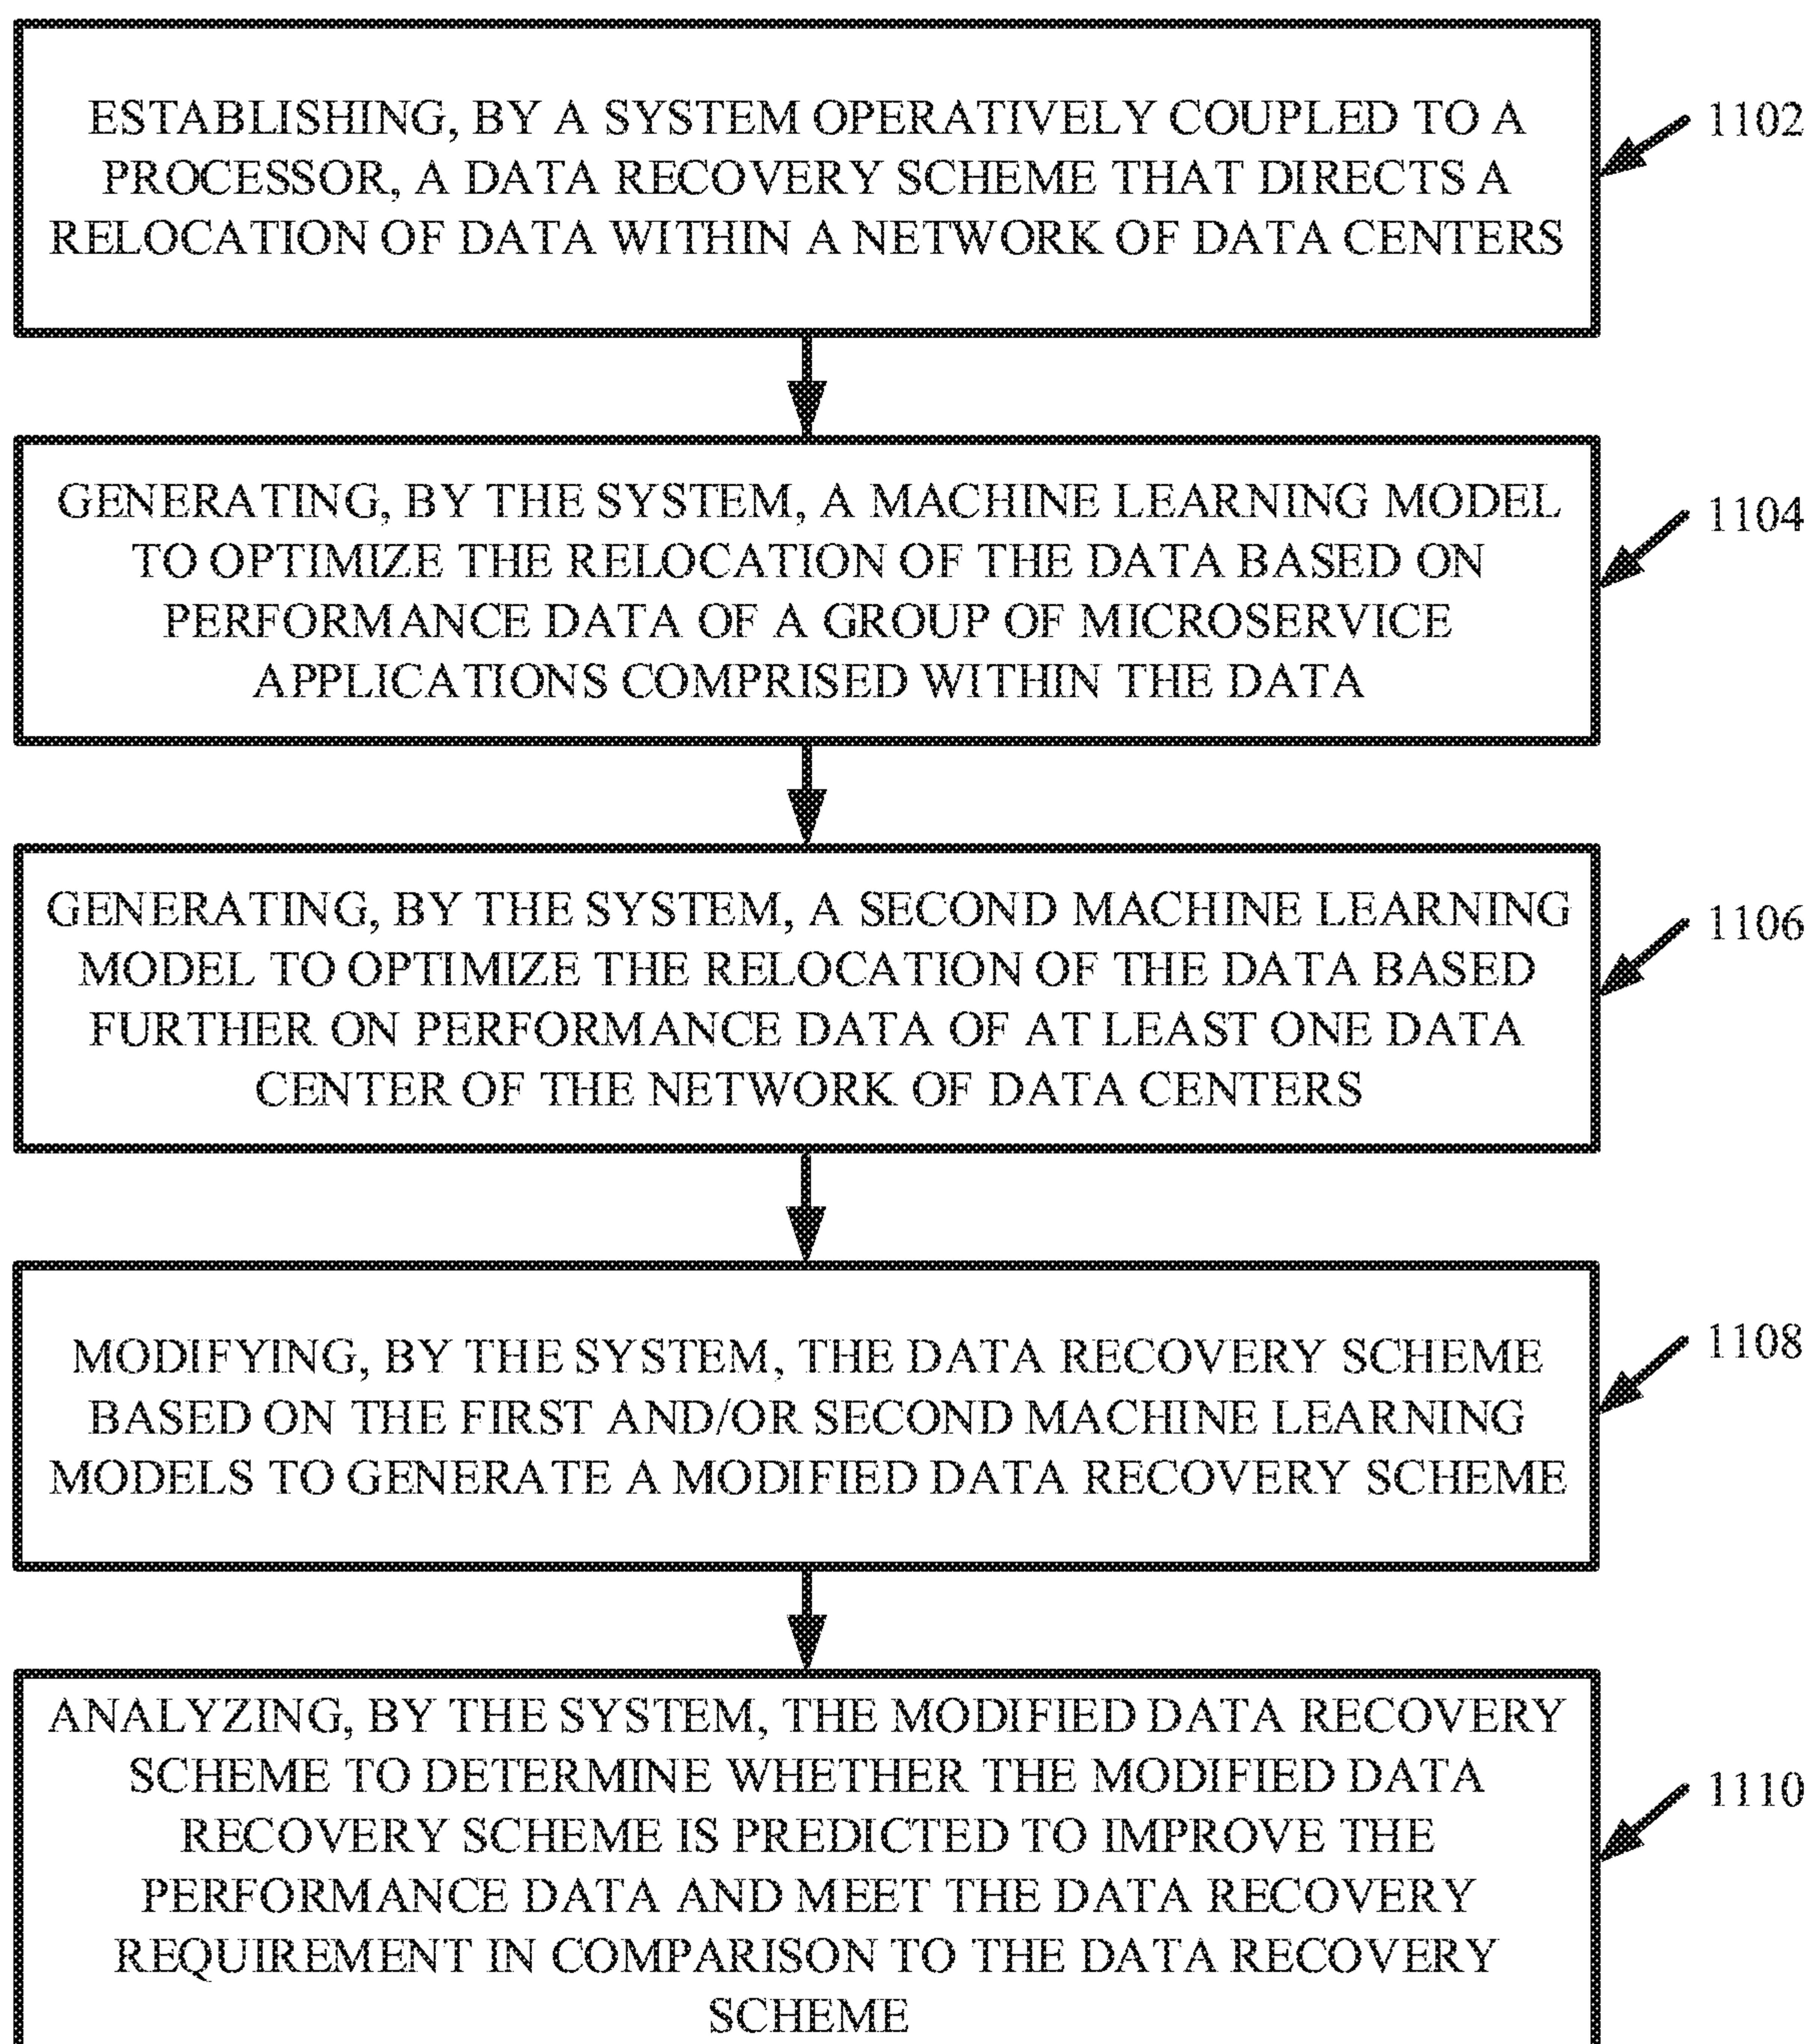 ESTABLISHING, BY A SYSTEM OPERATIVELY COUPLED TO A
PROCESSOR, A DATA RECOVERY SCHEME THAT DIRECTS A
RELOCATION OF DATA WITHIN A NETWORK OF DATA CENTERS
1102
GENERATING, BY THE SYSTEM, A MACHINE LEARNING MODEL
TO OPTIMIZE THE RELOCATION OF THE DATA BASED ON
PERFORMANCE DATA OF A GROUP OF MICROSERVICE
APPLICATIONS COMPRISED WITHIN THE DATA
1104
GENERATING, BY THE SYSTEM, A SECOND MACHINE LEARNING
MODEL TO OPTIMIZE THE RELOCATION OF THE DATA BASED
FURTHER ON PERFORMANCE DATA OF AT LEAST ONE DATA
CENTER OF THE NETWORK OF DATA CENTERS
1106
MODIFYING, BY THE SYSTEM, THE DATA RECOVERY SCHEME
BASED ON THE FIRST AND/OR SECOND MACHINE LEARNING
MODELS TO GENERATE A MODIFIED DATA RECOVERY SCHEME
1108
ANALYZING, BY THE SYSTEM, THE MODIFIED DATA RECOVERY
SCHEME TO DETERMINE WHETHER THE MODIFIED DATA
RECOVERY SCHEME IS PREDICTED TO IMPROVE THE
PERFORMANCE DATA AND MEET THE DATA RECOVERY
REQUIREMENT IN COMPARISON TO THE DATA RECOVERY
SCHEME
1110